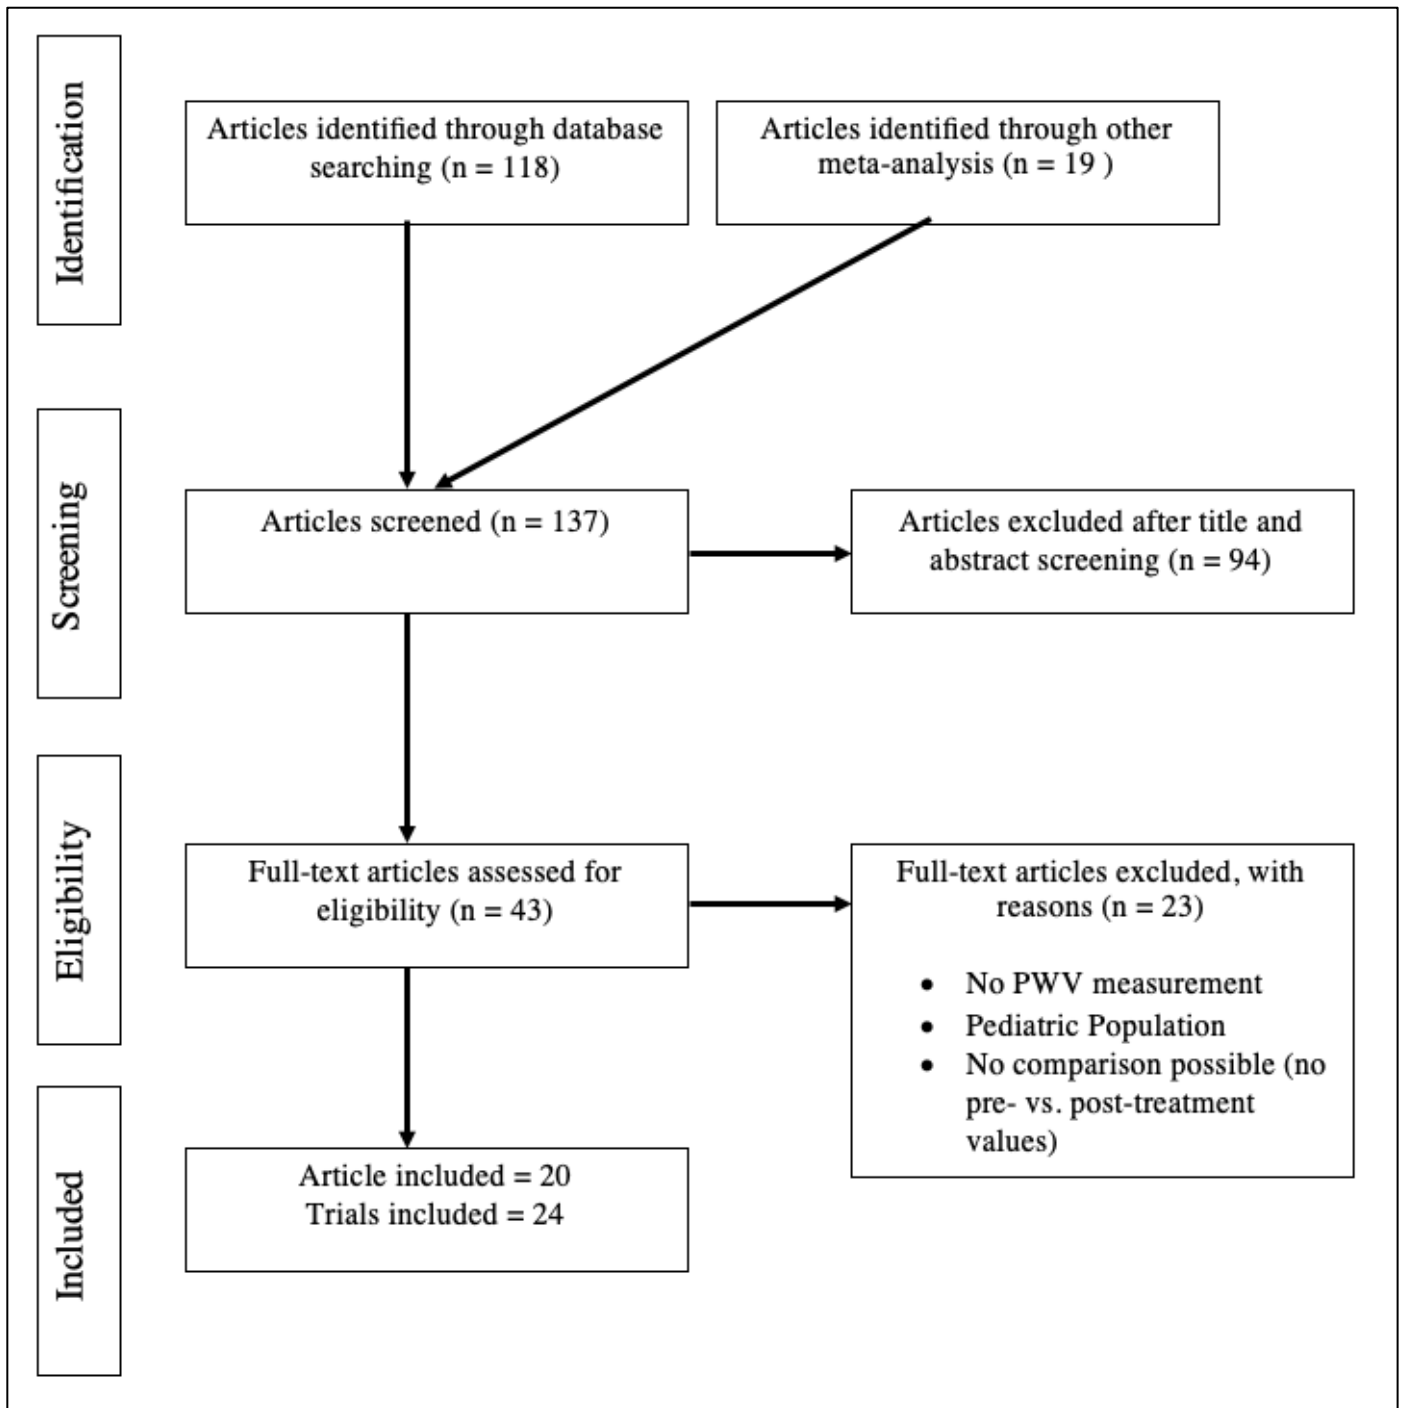 Identification
Articles identified through database
searching (n = 118)
Articles identified through other
meta-analysis (n = 19 )
Screening
Articles screened (n = 137)
Articles excluded after title and
abstract screening (n = 94)
Eligibility
Full-text articles assessed for
eligibility (n = 43)
Full-text articles excluded, with
reasons (n = 23)
• No PWV measurement
• Pediatric Population
• No comparison possible (no
pre- vs. post-treatment
values)
Included
Article included = 20
Trials included = 24